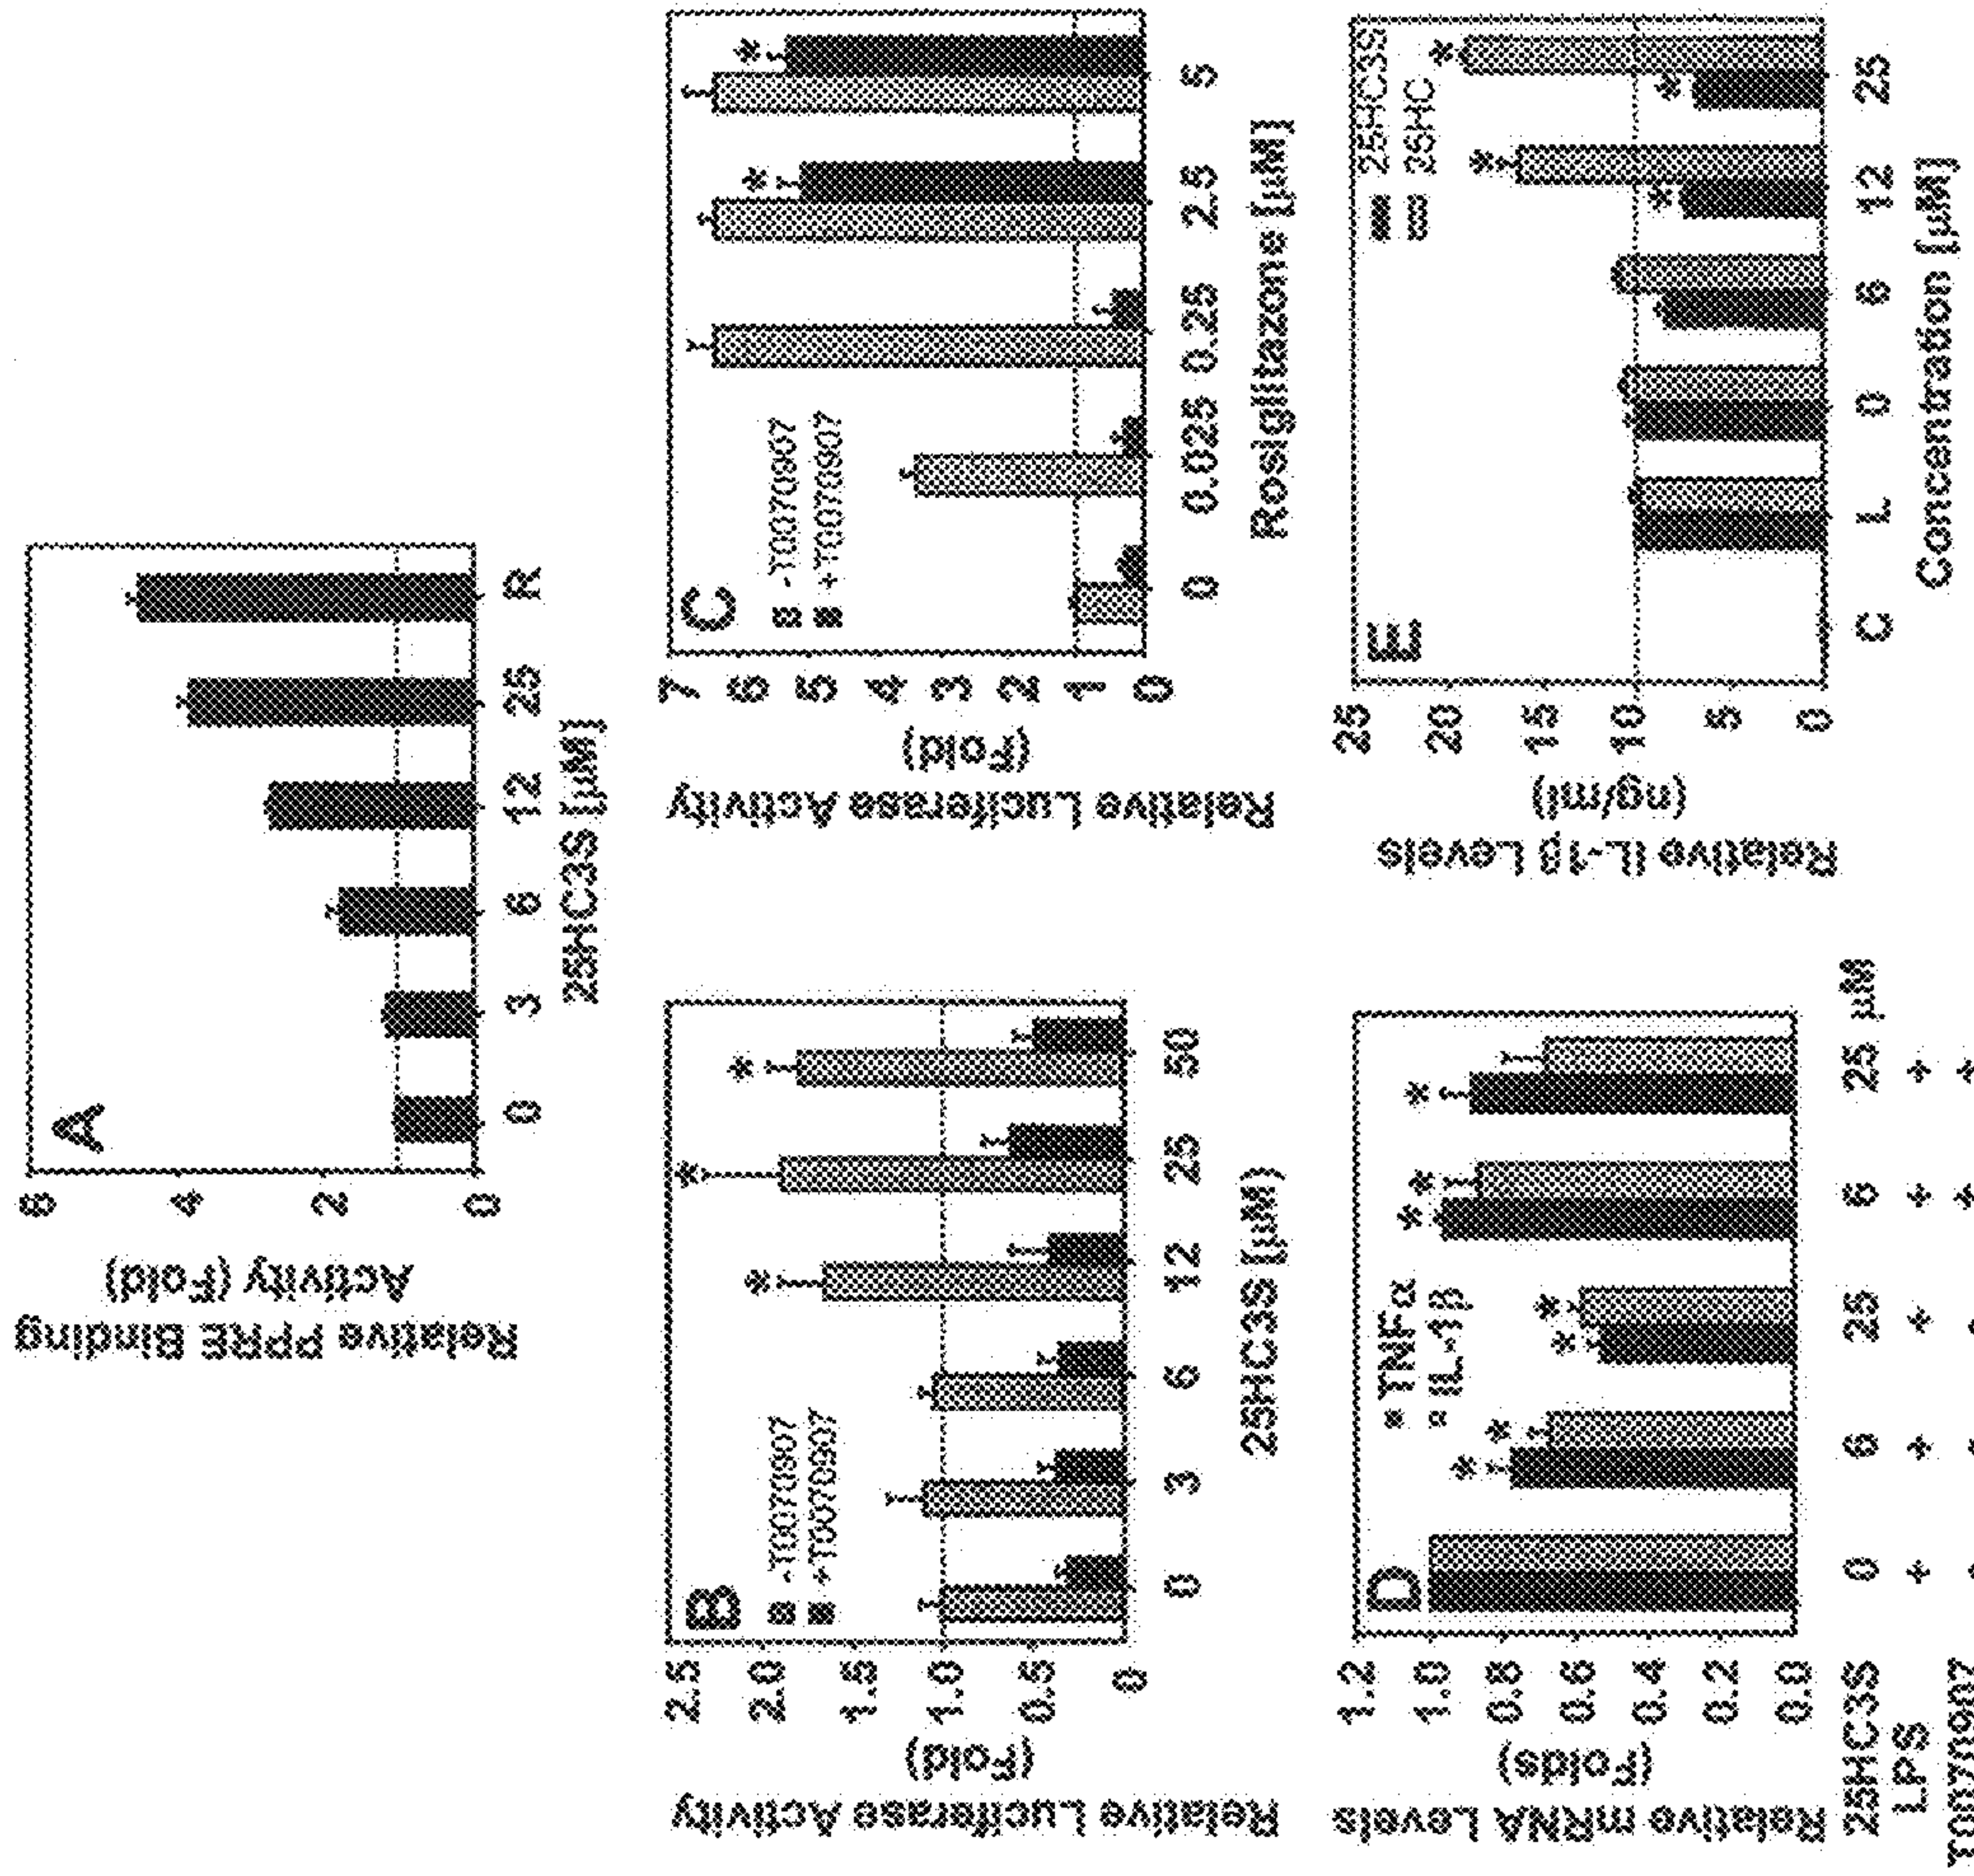 A
Relative PPRE Binding
Activity (Fold)
6
4
2
0
0 3 6 12 25 R
25HC3S [µM]
B
-T0070907
+T0070907
Relative Luciferase Activity
(Fold)
2.5
2.0
1.5
1.0
0.5
0
* * *
0 3 6 12 25 50
25HC3S [µM)
C
-T0070907
+T0070907
Relative Luciferase Activity
(Fold)
7
6
5
4
3
2
1
0
* *
0 0.025 0.25 2.5 5
Rosiglitazone [µM]
D
TNFα
IL-1β
Relative mRNA Levels
(Folds)
1.2
1.0
0.8
0.6
0.4
0.2
0.0
* * * * * * *
25HC3S 0 6 25 6 25 µM
LPS + + + + +
T0070907 - - - + +
E
25HC3S
25HC
Relative IL-1β Levels
(ng/ml)
25
20
15
10
5
0
* * * *
C L 0 6 12 25
Concentration [µM]